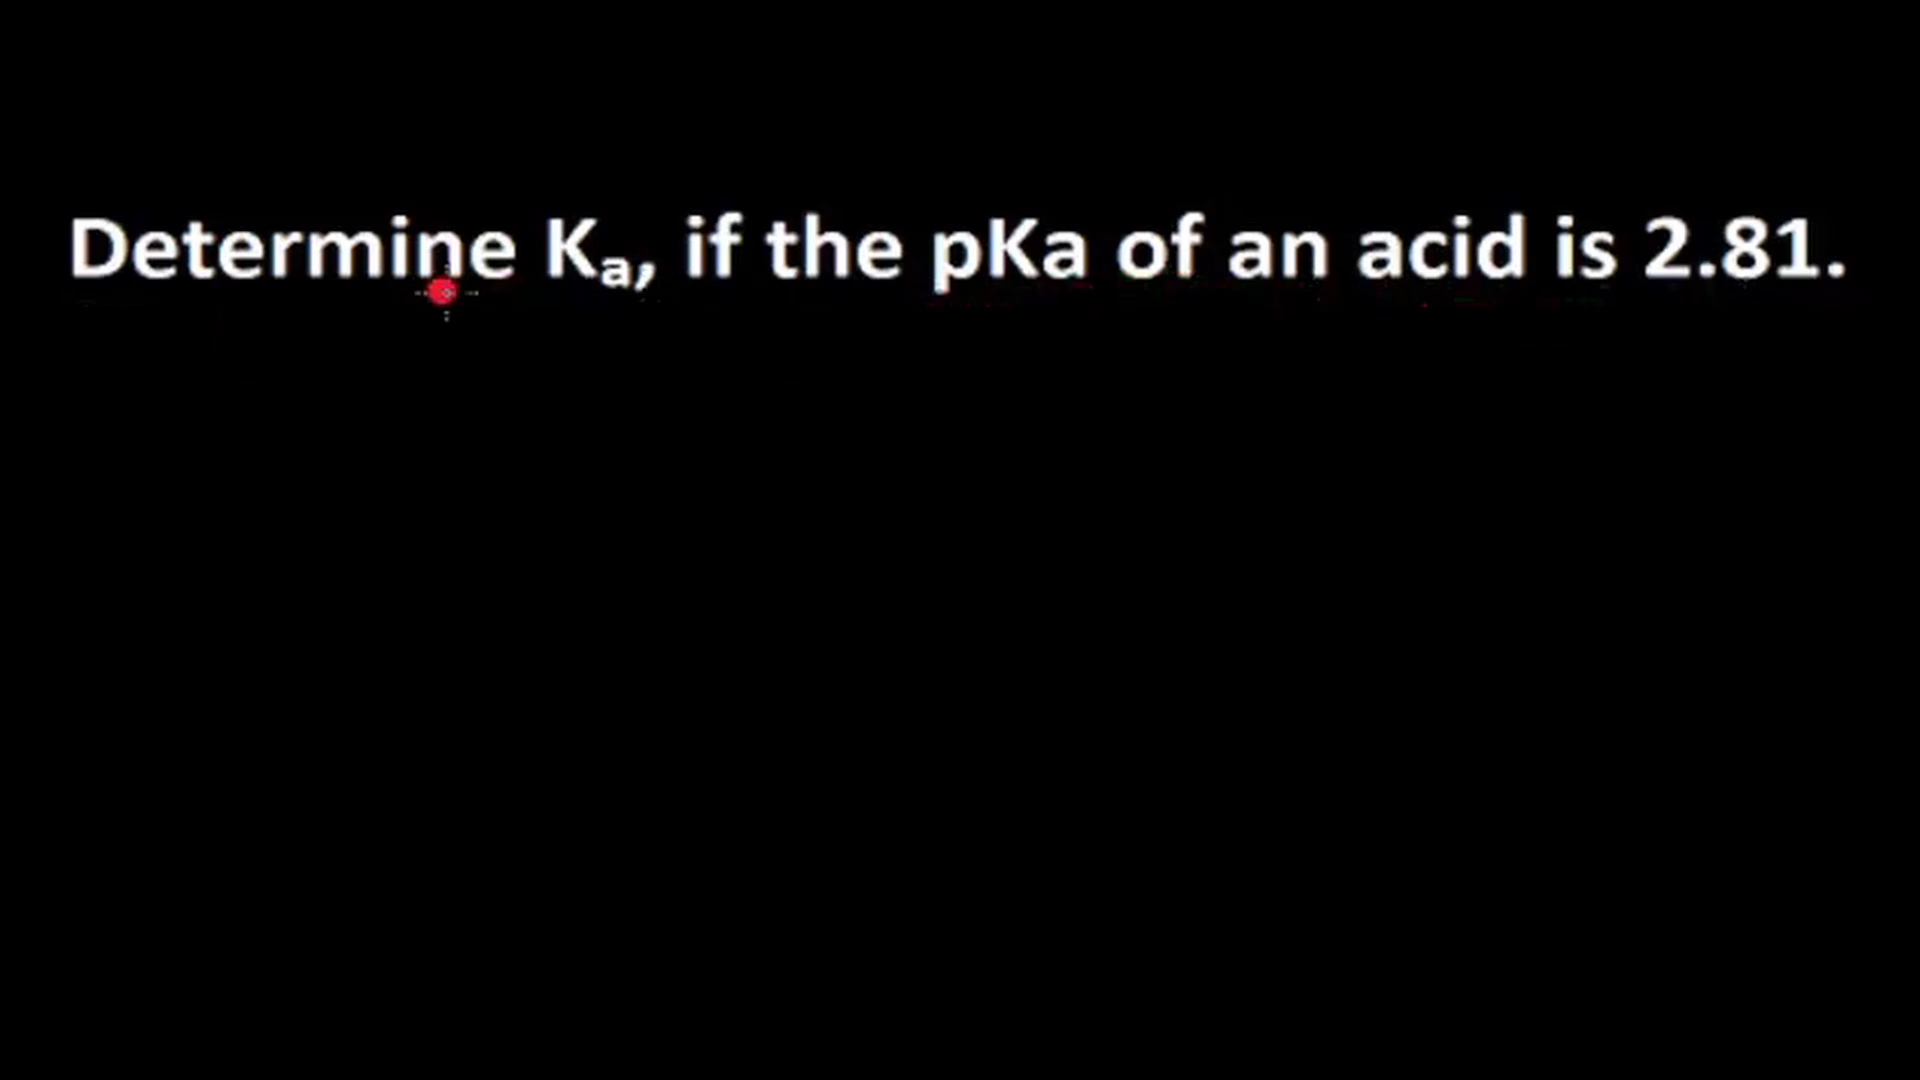 Determine Kₐ, if the pKa of an acid is 2.81.